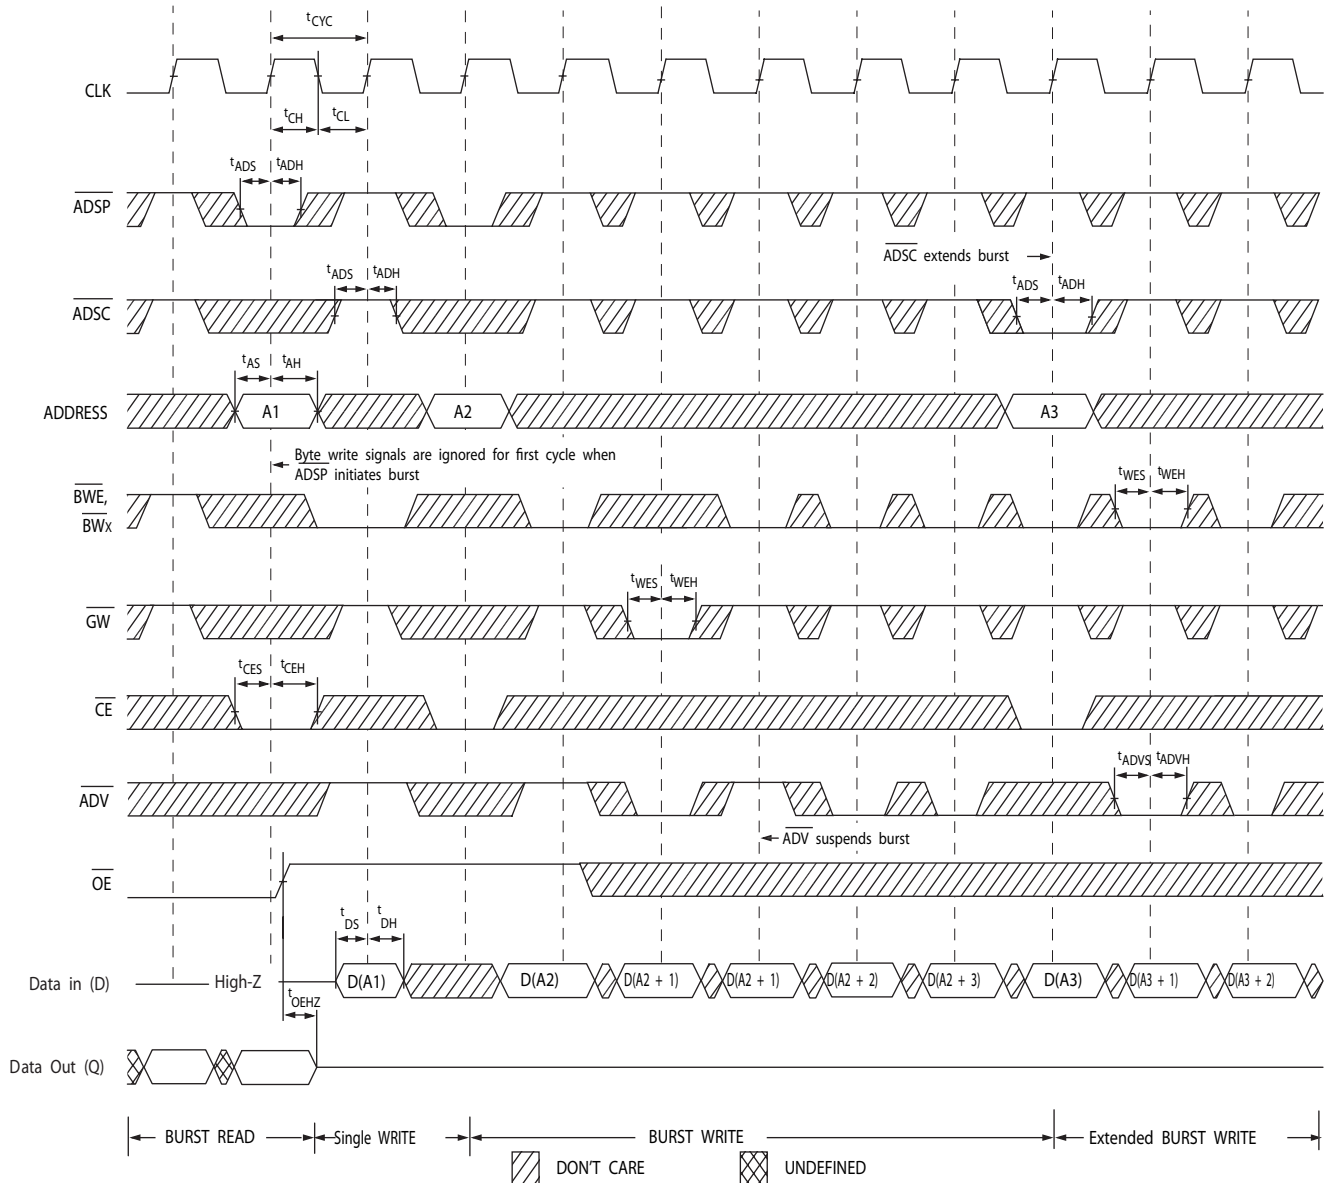 tCYC
CLK
tCH tCL
tADS tADH
ADSP
ADSC extends burst
tADS tADH
tADS tADH
ADSC
tAS tAH
ADDRESS A1 A2 A3
Byte write signals are ignored for first cycle when
ADSP initiates burst
tWES tWEH
BWE,
BWx
tWES tWEH
GW
tCES tCEH
CE
tADVS tADVH
ADV
ADV suspends burst
OE
tDS tDH
Data in (D) High-Z D(A1) D(A2) D(A2 + 1) D(A2 + 1) D(A2 + 2) D(A2 + 3) D(A3) D(A3 + 1) D(A3 + 2)
tOEHZ
Data Out (Q)
BURST READ Single WRITE BURST WRITE Extended BURST WRITE
DON'T CARE UNDEFINED